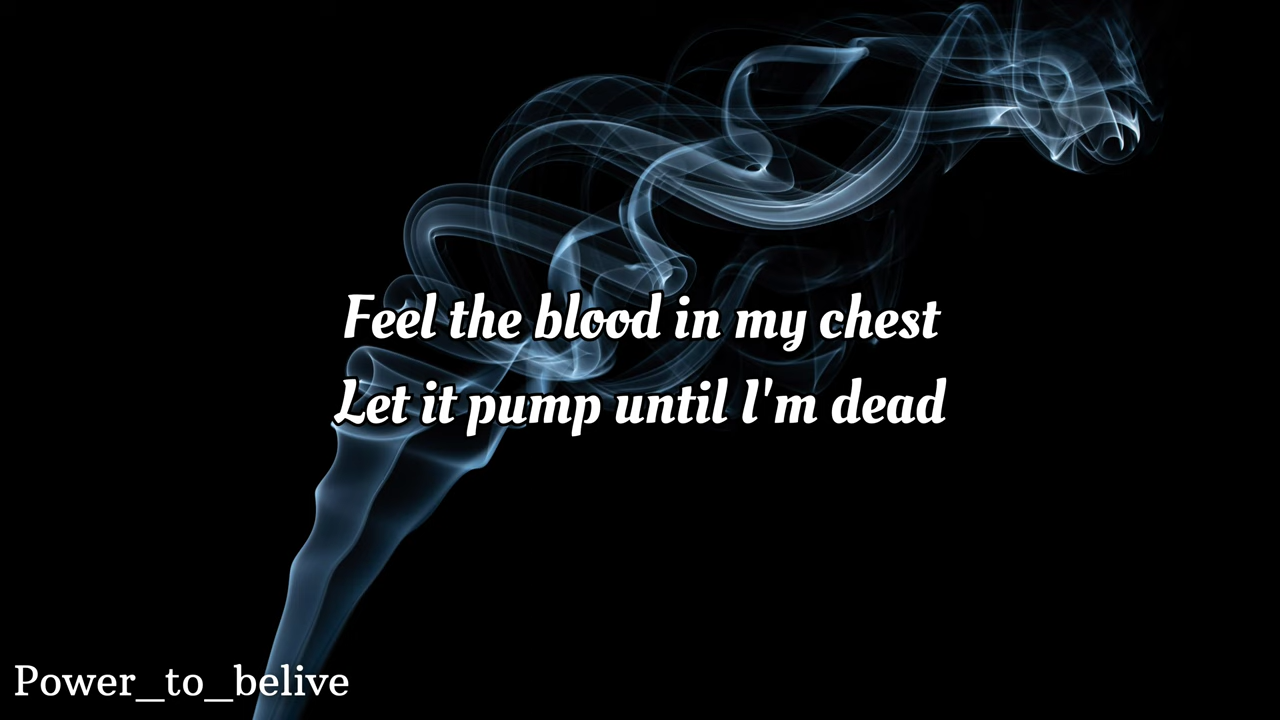 Feel the blood in my chest
Let it pump until I'm dead
Power_to_belive